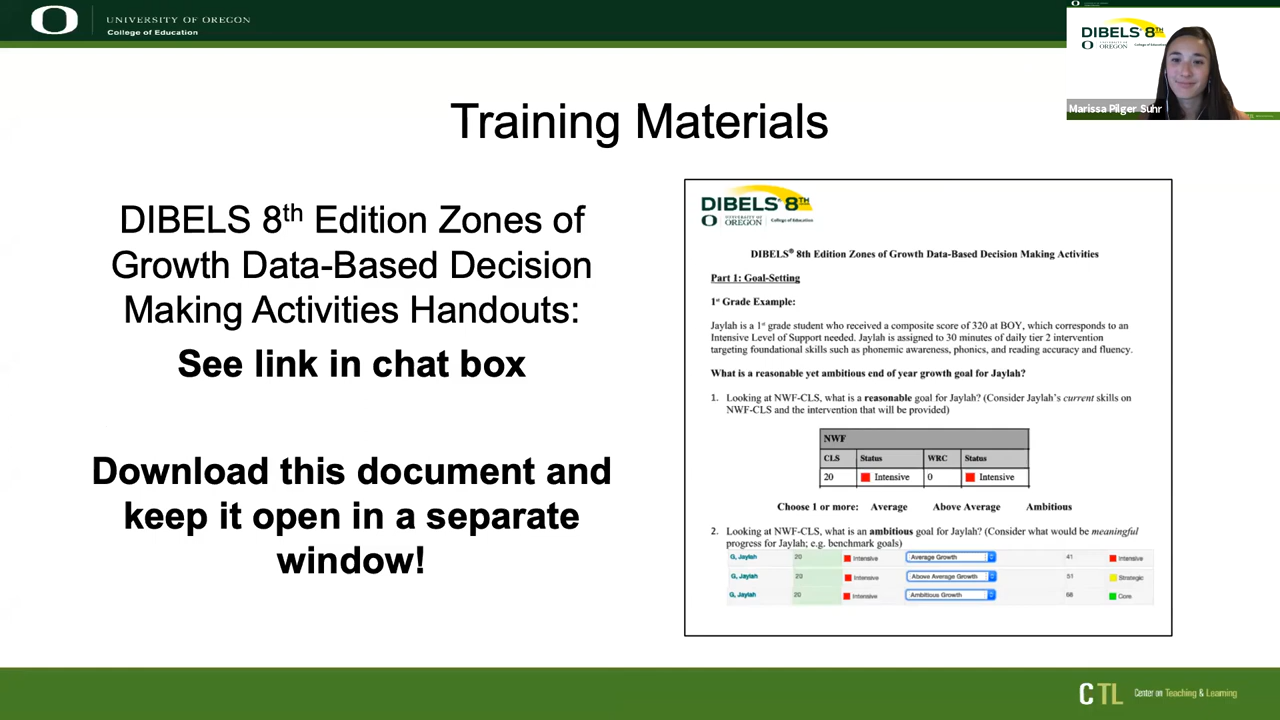 UNIVERSITY OF OREGON
College of Education
DIBELS 8TH
OREGON
Marissa Pilger Suhr
Training Materials
DIBELS 8th Edition Zones of
Growth Data-Based Decision
Making Activities Handouts:
See link in chat box
Download this document and
keep it open in a separate
window!
DIBELS® 8TH
UNIVERSITY OF
OREGON
College of Education
DIBELS® 8th Edition Zones of Growth Data-Based Decision Making Activities
Part 1: Goal-Setting
1st Grade Example:
Jaylah is a 1st grade student who received a composite score of 320 at BOY, which corresponds to an
Intensive Level of Support needed. Jaylah is assigned to 30 minutes of daily tier 2 intervention
targeting foundational skills such as phonemic awareness, phonics, and reading accuracy and fluency.
What is a reasonable yet ambitious end of year growth goal for Jaylah?
1. Looking at NWF-CLS, what is a reasonable goal for Jaylah? (Consider Jaylah's current skills on
NWF-CLS and the intervention that will be provided)
NWF
CLS Status WRC Status
20 Intensive 0 Intensive
Choose 1 or more: Average Above Average Ambitious
2. Looking at NWF-CLS, what is an ambitious goal for Jaylah? (Consider what would be meaningful
progress for Jaylah; e.g. benchmark goals)
G, Jaylah 20 Intensive Average Growth 41 Intensive
G, Jaylah 20 Intensive Above Average Growth 51 Strategic
G, Jaylah 20 Intensive Ambitious Growth 68 Core
CTL Center on Teaching & Learning